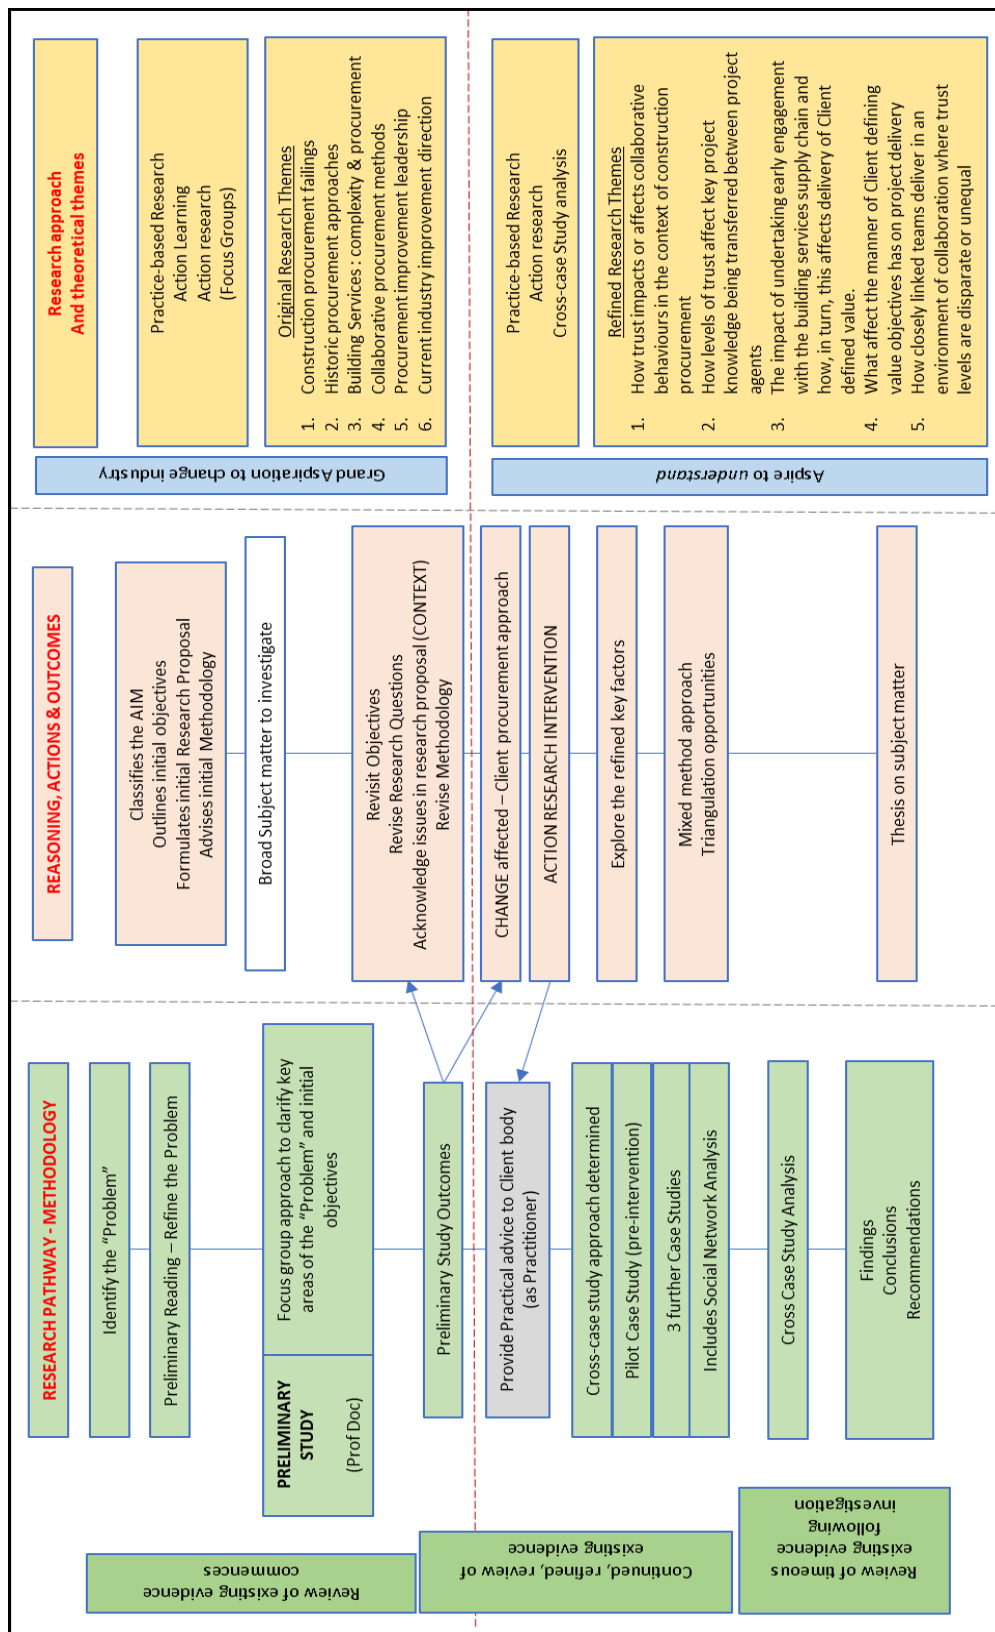 Review of existing evidence
commences
Continued, refined, review of
existing evidence
Review of timeous
existing evidence
following
investigation
RESEARCH PATHWAY - METHODOLOGY
Identify the “Problem”
Preliminary Reading – Refine the Problem
PRELIMINARY
STUDY
(Prof Doc)
Focus group approach to clarify key
areas of the “Problem” and initial
objectives
Preliminary Study Outcomes
Provide Practical advice to Client body
(as Practitioner)
Cross-case study approach determined
Pilot Case Study (pre-intervention)
3 further Case Studies
Includes Social Network Analysis
Cross Case Study Analysis
Findings
Conclusions
Recommendations
REASONING, ACTIONS & OUTCOMES
Classifies the AIM
Outlines initial objectives
Formulates initial Research Proposal
Advises initial Methodology
Broad Subject matter to investigate
Revisit Objectives
Revise Research Questions
Acknowledge issues in research proposal (CONTEXT)
Revise Methodology
CHANGE affected – Client procurement approach
ACTION RESEARCH INTERVENTION
Explore the refined key factors
Mixed method approach
Triangulation opportunities
Thesis on subject matter
Grand Aspiration to change industry
Aspire to understand
Research approach
And theoretical themes
Practice-based Research
Action Learning
Action research
(Focus Groups)
Original Research Themes
1. Construction procurement failings
2. Historic procurement approaches
3. Building Services : complexity & procurement
4. Collaborative procurement methods
5. Procurement improvement leadership
6. Current industry improvement direction
Practice-based Research
Action research
Cross-case Study analysis
Refined Research Themes
1. How trust impacts or affects collaborative
behaviours in the context of construction
procurement
2. How levels of trust affect key project
knowledge being transferred between project
agents
3. The impact of undertaking early engagement
with the building services supply chain and
how, in turn, this affects delivery of Client
defined value.
4. What affect the manner of Client defining
value objectives has on project delivery
5. How closely linked teams deliver in an
environment of collaboration where trust
levels are disparate or unequal